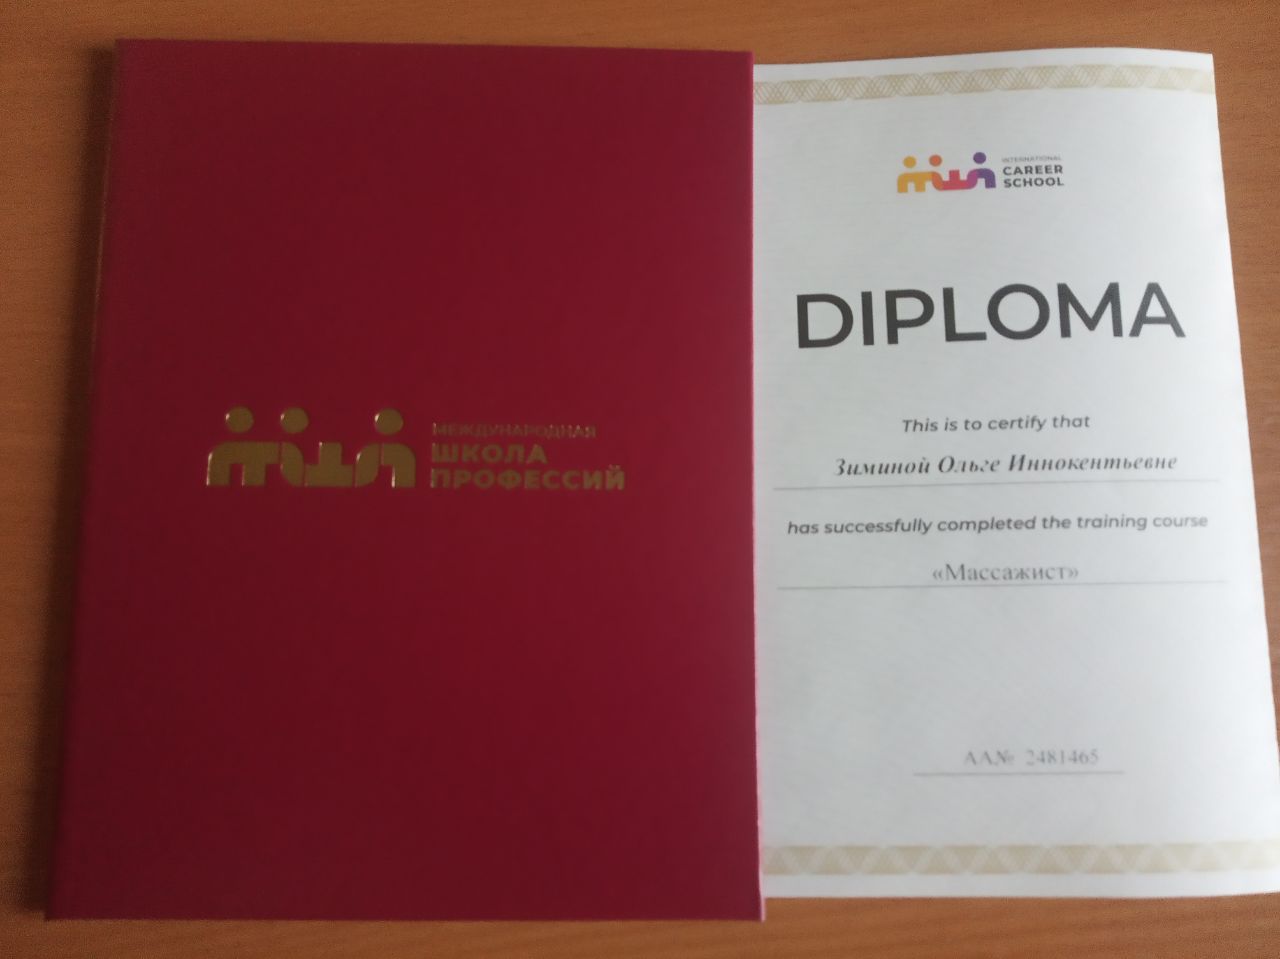 МЕЖДУНАРОДНАЯ
ШКОЛА
ПРОФЕССИЙ
INTERNATIONAL
CAREER
SCHOOL
DIPLOMA
This is to certify that
Зиминой Ольге Иннокентьевне
has successfully completed the training course
«Массажист»
АА№ 2481465